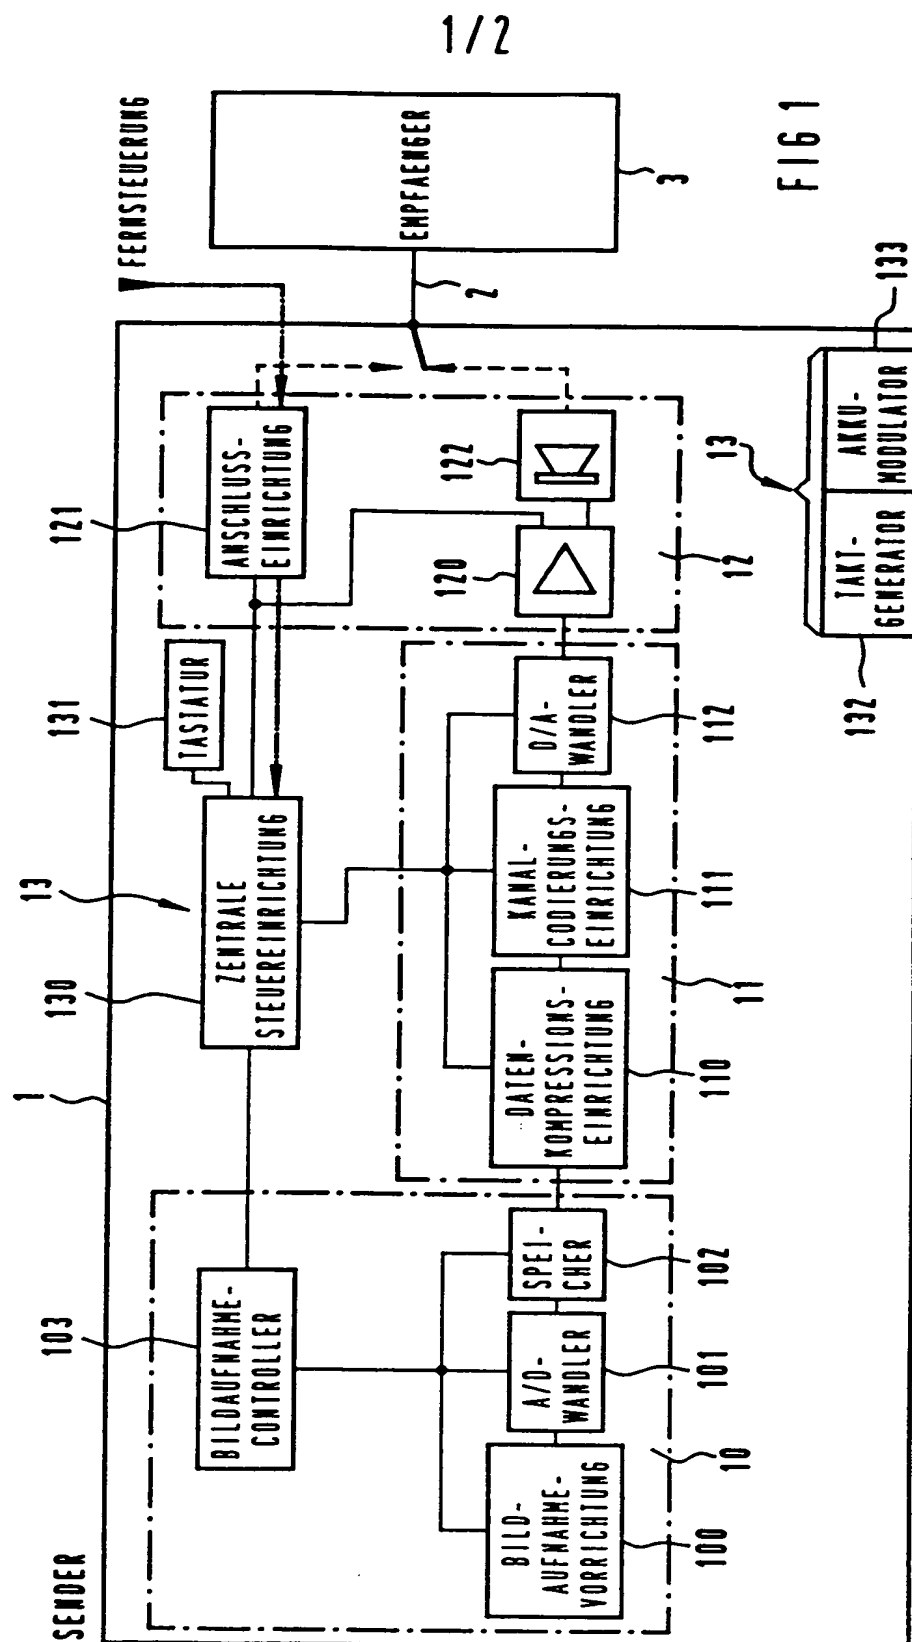 1/2
SENDER
1
103
BILDAUFNAHME-
CONTROLLER
130
13
ZENTRALE
STEUEREINRICHTUNG
131
TASTATUR
121
ANSCHLUSS-
EINRICHTUNG
FERNSTEUERUNG
BILD-
AUFNAHME-
VORRICHTUNG
100
A/D-
WANDLER
101
SPEI-
CHER
102
10
DATEN-
KOMPRESSIONS-
EINRICHTUNG
110
KANAL-
CODIERUNGS-
EINRICHTUNG
111
D/A-
WANDLER
112
11
120
122
12
2
EMPFAENGER
3
13
TAKT-
GENERATOR
132
AKKU-
MODULATOR
133
FIG 1